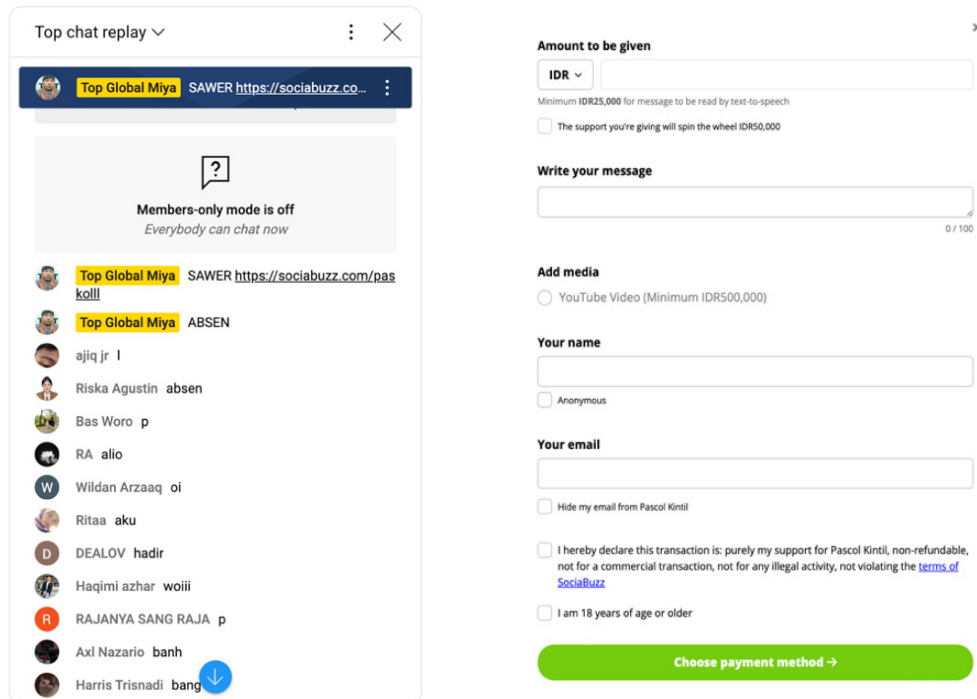 Top chat replay
Top Global Miya SAWER https://sociabuzz.co...
Members-only mode is off
Everybody can chat now
Top Global Miya SAWER https://sociabuzz.com/pas
kolll
Top Global Miya ABSEN
ajiq jr l
Riska Agustin absen
Bas Woro p
RA alio
W Wildan Arzaaq oi
Ritaa aku
D DEALOV hadir
Haqimi azhar woiii
R RAJANYA SANG RAJA p
Axl Nazario banh
Harris Trisnadi bang
Amount to be given
IDR
Minimum IDR25,000 for message to be read by text-to-speech
The support you're giving will spin the wheel IDR50,000
Write your message
0 / 100
Add media
YouTube Video (Minimum IDR500,000)
Your name
Anonymous
Your email
Hide my email from Pascol Kintil
I hereby declare this transaction is: purely my support for Pascol Kintil, non-refundable,
not for a commercial transaction, not for any illegal activity, not violating the terms of
SociaBuzz
I am 18 years of age or older
Choose payment method →